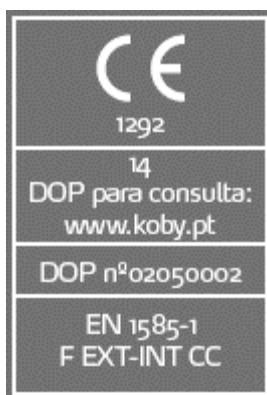 CE
1292
14
DOP para consulta:
www.koby.pt
DOP nº02050002
EN 1585-1
F EXT-INT CC